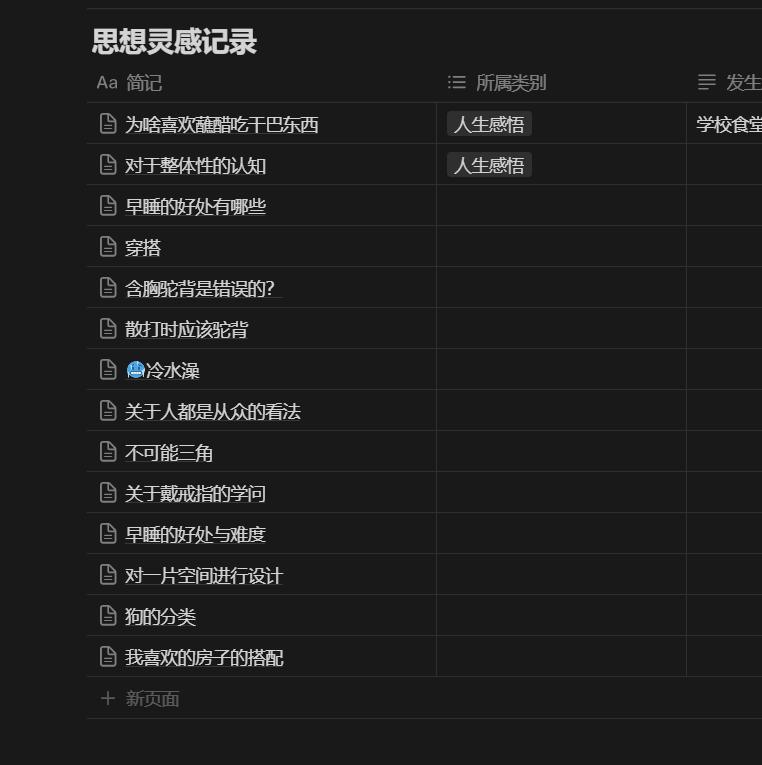 思想灵感记录
Aa 简记 所属类别 发生
为啥喜欢蘸醋吃干巴东西 人生感悟 学校食堂
对于整体性的认知 人生感悟
早睡的好处有哪些
穿搭
含胸驼背是错误的?
散打时应该驼背
🥶冷水澡
关于人都是从众的看法
不可能三角
关于戴戒指的学问
早睡的好处与难度
对一片空间进行设计
狗的分类
我喜欢的房子的搭配
+ 新页面